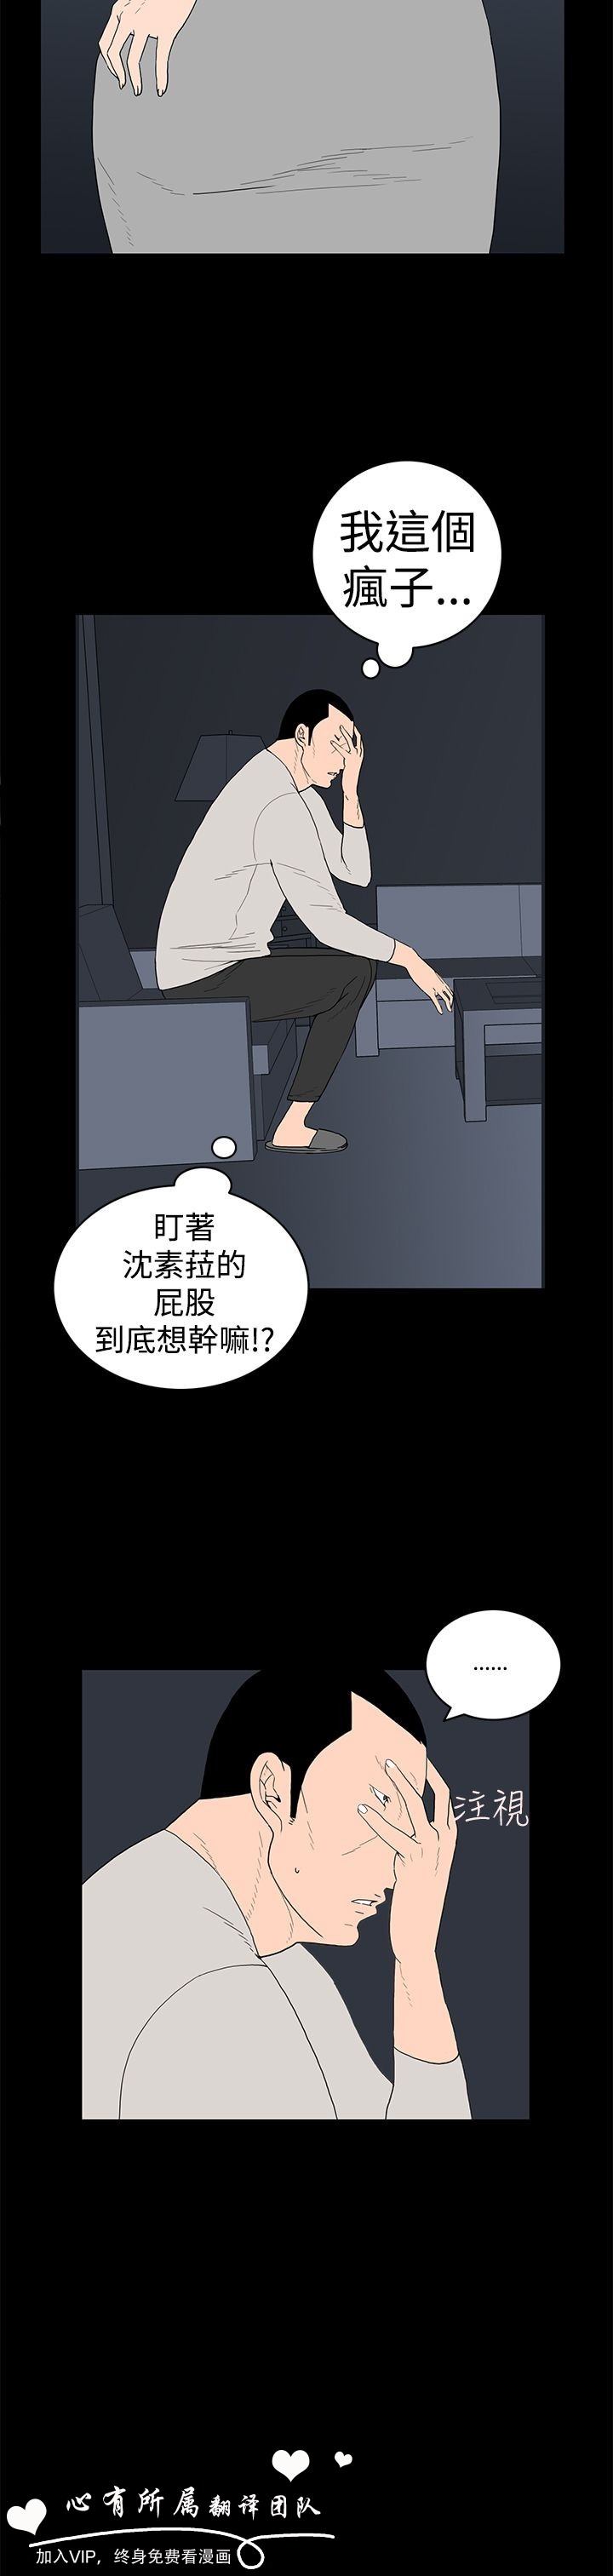 我這個
瘋子...
盯著
沈素菈的
屁股
到底想幹嘛!?
......
注視
心有所属翻译团队
加入VIP，终身免费看漫画